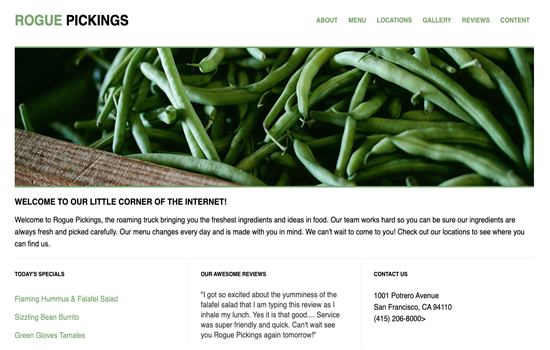 ROGUE PICKINGS
ABOUT MENU LOCATIONS GALLERY REVIEWS CONTENT
WELCOME TO OUR LITTLE CORNER OF THE INTERNET!
Welcome to Rogue Pickings, the roaming truck bringing you the freshest ingredients and ideas in food. Our team works hard so you can be sure our ingredients are
always fresh and picked carefully. Our menu changes every day and is made with you in mind. We can't wait to come to you! Check out our locations to see where you
can find us.
TODAY'S SPECIALS
Flaming Hummus & Falafel Salad
Sizzling Bean Burrito
Green Gloves Tamales
OUR AWESOME REVIEWS
"I got so excited about the yumminess of the
falafel salad that I am typing this review as I
inhale my lunch. Yes it is that good.... Service
was super friendly and quick. Can't wait see
you Rogue Pickings again tomorrow!"
CONTACT US
1001 Potrero Avenue
San Francisco, CA 94110
(415) 206-8000>